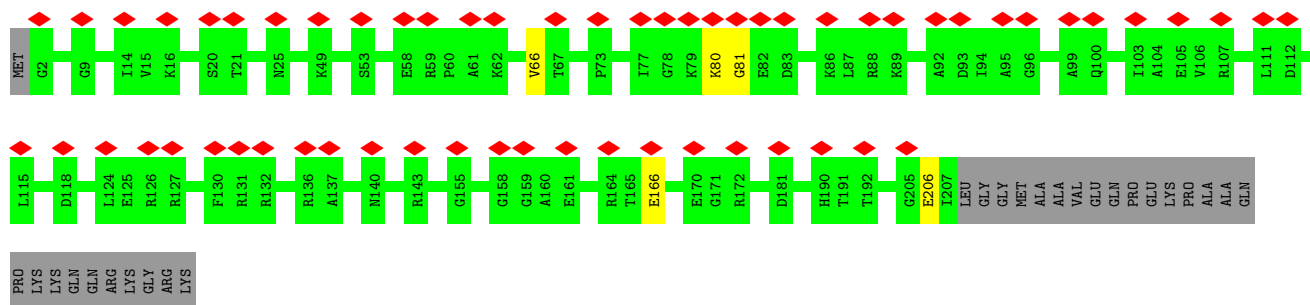 MET G2 G9 I14 V15 K16 S20 T21 N25 K49 S53 E58 R59 P60 A61 K62 V66 T67 P73 I77 G78 K79 K80 G81 E82 D83 K86 L87 R88 K89 A92 D93 I94 A95 G96 A99 Q100 I103 A104 E105 V106 R107 L111 D112
L115 D118 L124 E125 R126 R127 F130 R131 R132 R136 A137 N140 R143 G155 G158 G159 A160 E161 R164 T165 E166 E170 G171 R172 D181 H190 T191 T192 G205 E206 I207 LEU GLY GLY MET ALA ALA VAL GLU GLN PRO GLU LYS PRO ALA ALA GLN
PRO LYS LYS GLN GLN ARG LYS GLY ARG LYS